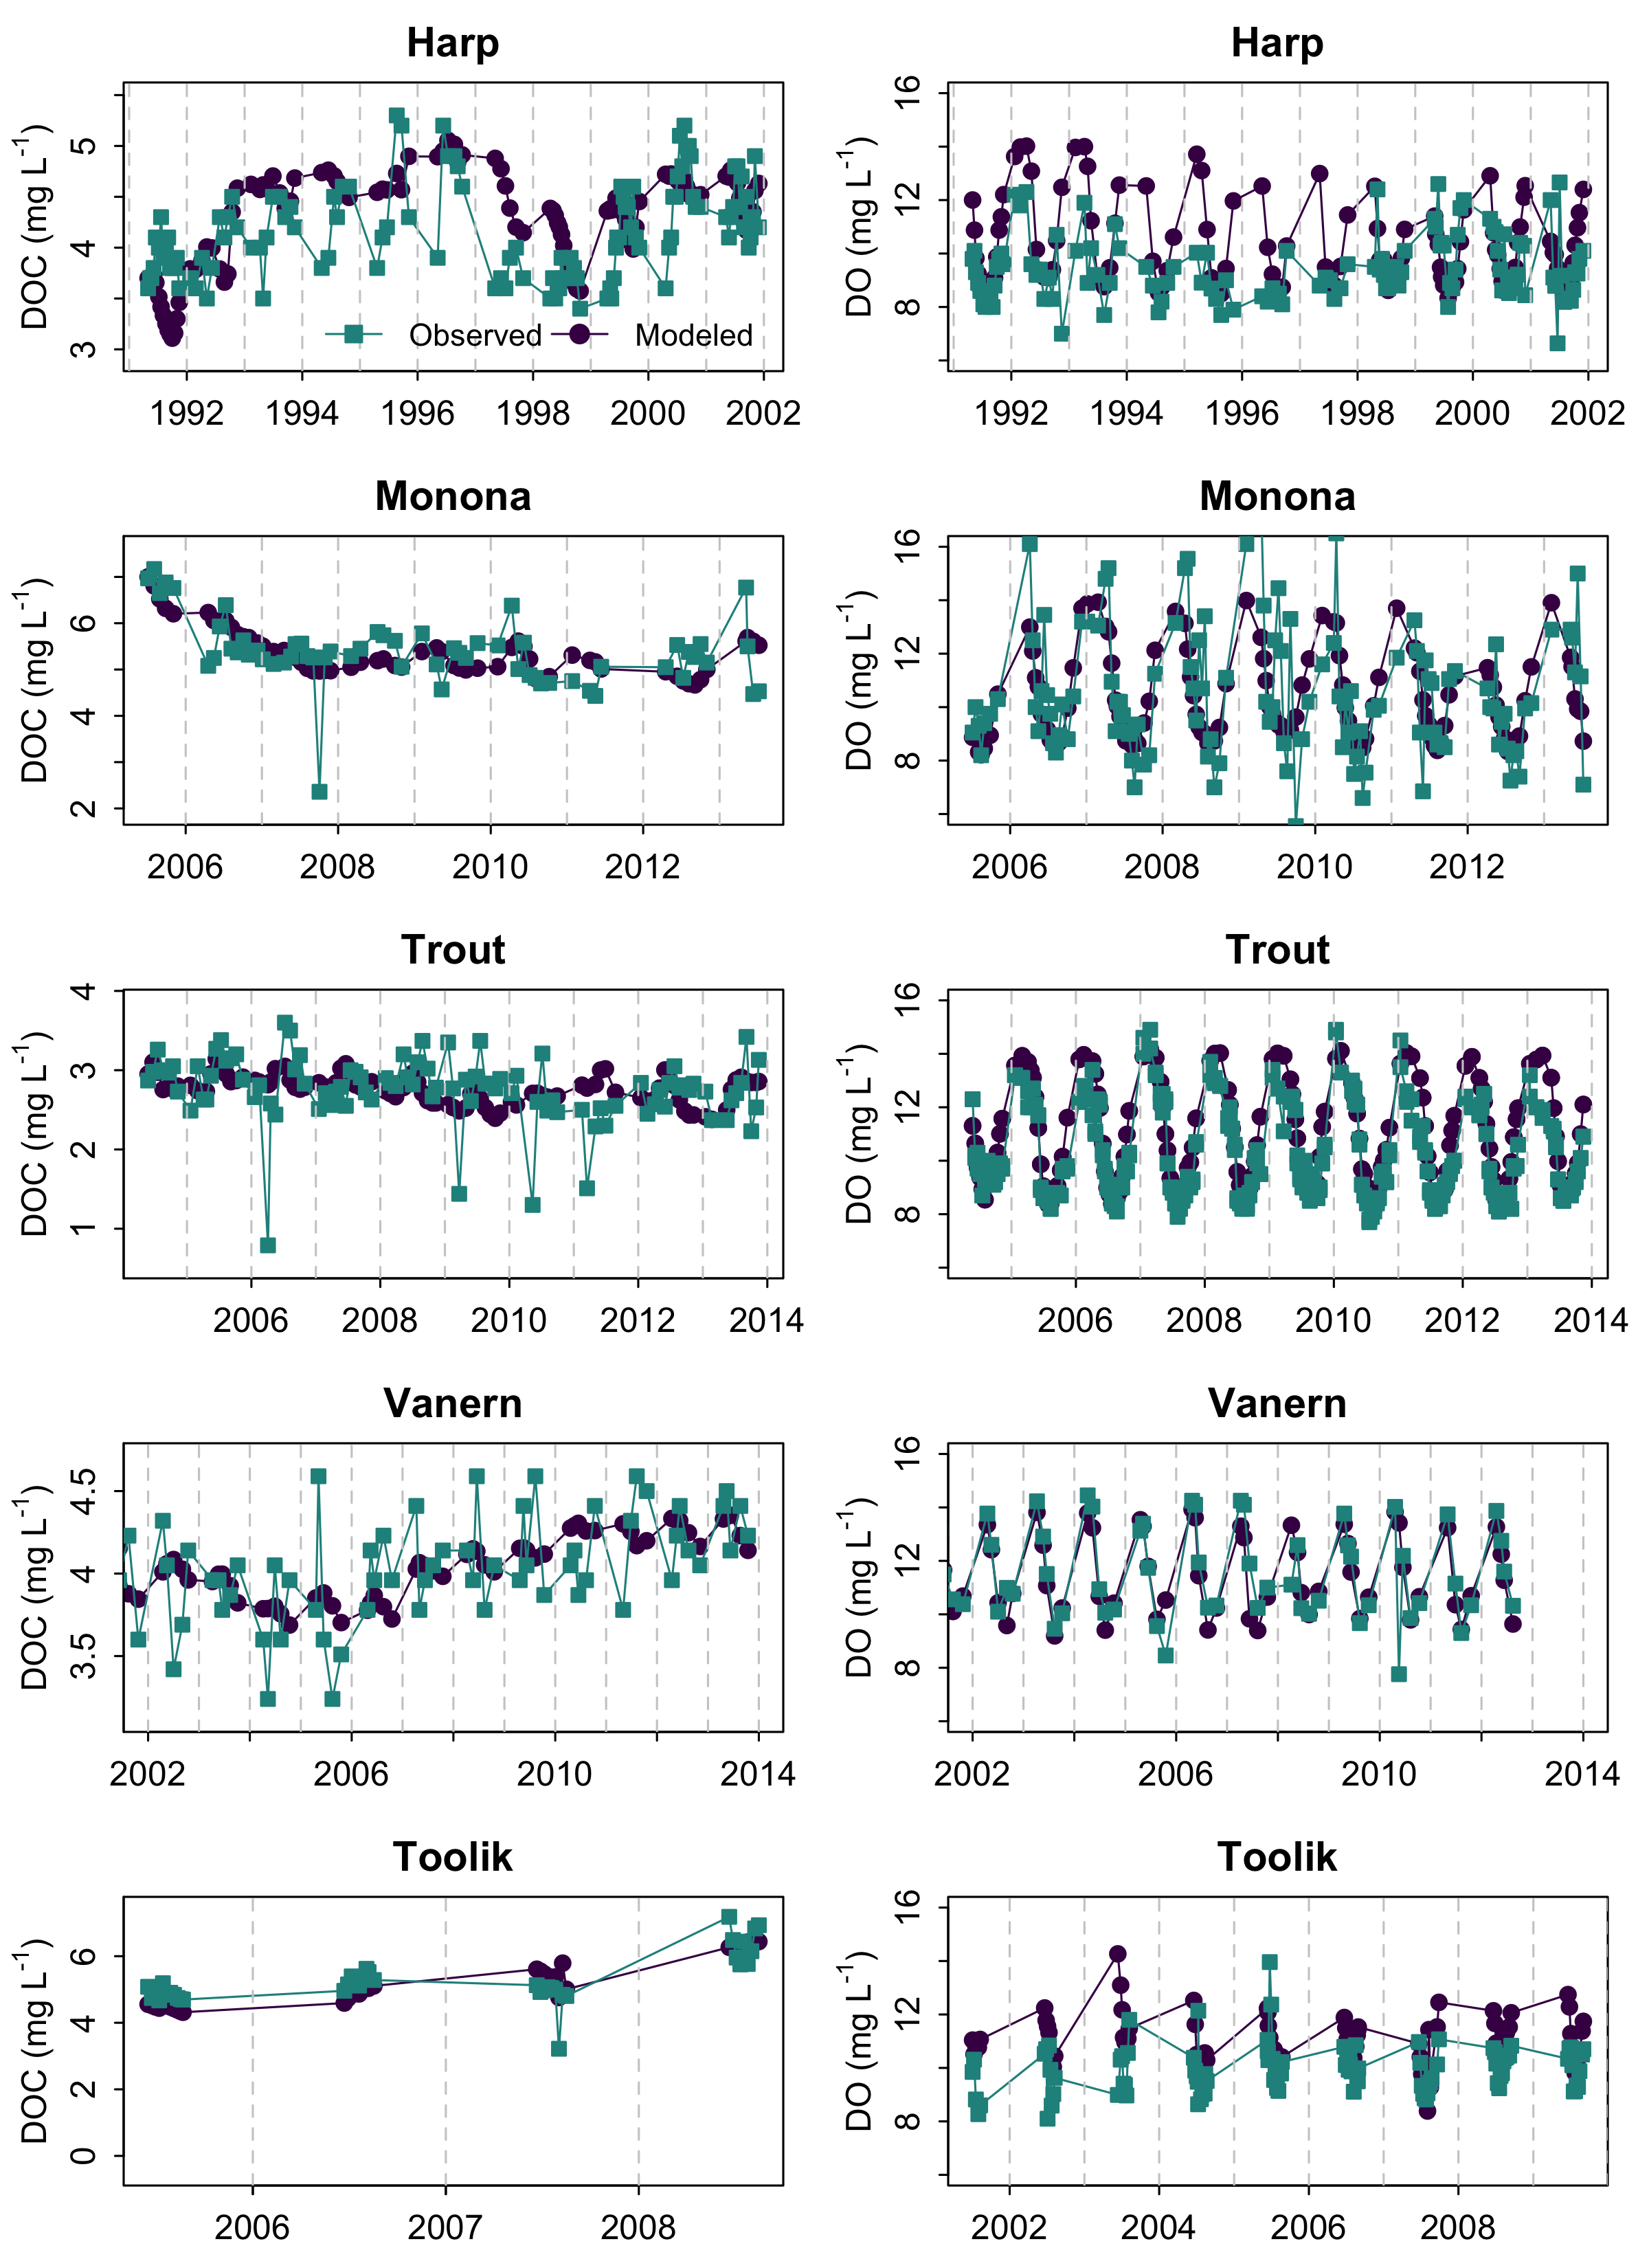 Harp
Harp
DOC (mg L-1)
3 4 5
Observed Modeled
1992 1994 1996 1998 2000 2002
DO (mg L-1)
8 12 16
1992 1994 1996 1998 2000 2002
Monona
Monona
DOC (mg L-1)
2 4 6
2006 2008 2010 2012
DO (mg L-1)
8 12 16
2006 2008 2010 2012
Trout
Trout
DOC (mg L-1)
1 2 3 4
2006 2008 2010 2012 2014
DO (mg L-1)
8 12 16
2006 2008 2010 2012 2014
Vanern
Vanern
DOC (mg L-1)
3.5 4 4.5
2002 2006 2010 2014
DO (mg L-1)
8 12 16
2002 2006 2010 2014
Toolik
Toolik
DOC (mg L-1)
0 2 4 6
2006 2007 2008
DO (mg L-1)
8 12 16
2002 2004 2006 2008